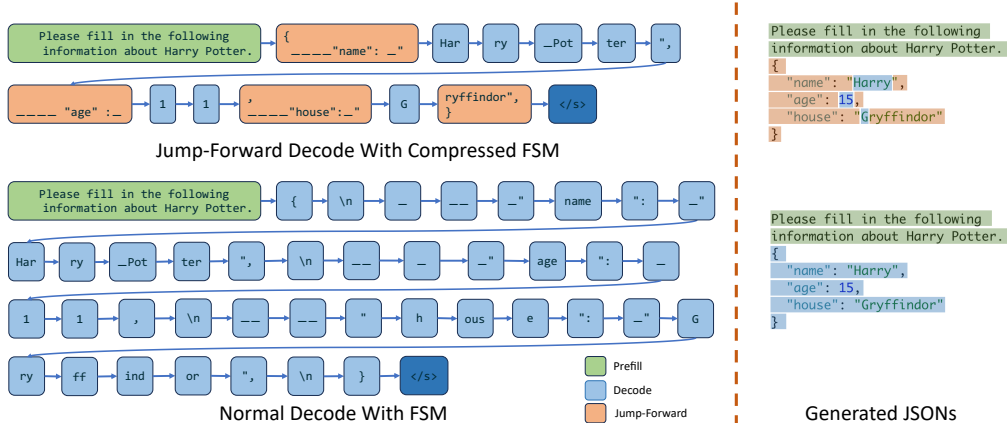 Please fill in the following
information about Harry Potter.
{
____"name": _"
Har
ry
_Pot
ter
",
____ "age" :_
1
1
,
____"house":_"
G
ryffindor",
}
</s>
Jump-Forward Decode With Compressed FSM
Please fill in the following
information about Harry Potter.
{
\n
_
__
_"
name
":
_"
Har
ry
_Pot
ter
",
\n
__
_
_"
age
":
_
1
1
,
\n
__
__
"
h
ous
e
":
_"
G
ry
ff
ind
or
",
\n
}
</s>
Normal Decode With FSM
Prefill
Decode
Jump-Forward
Please fill in the following
information about Harry Potter.
{
"name": "Harry",
"age": 15,
"house": "Gryffindor"
}
Please fill in the following
information about Harry Potter.
{
"name": "Harry",
"age": 15,
"house": "Gryffindor"
}
Generated JSONs